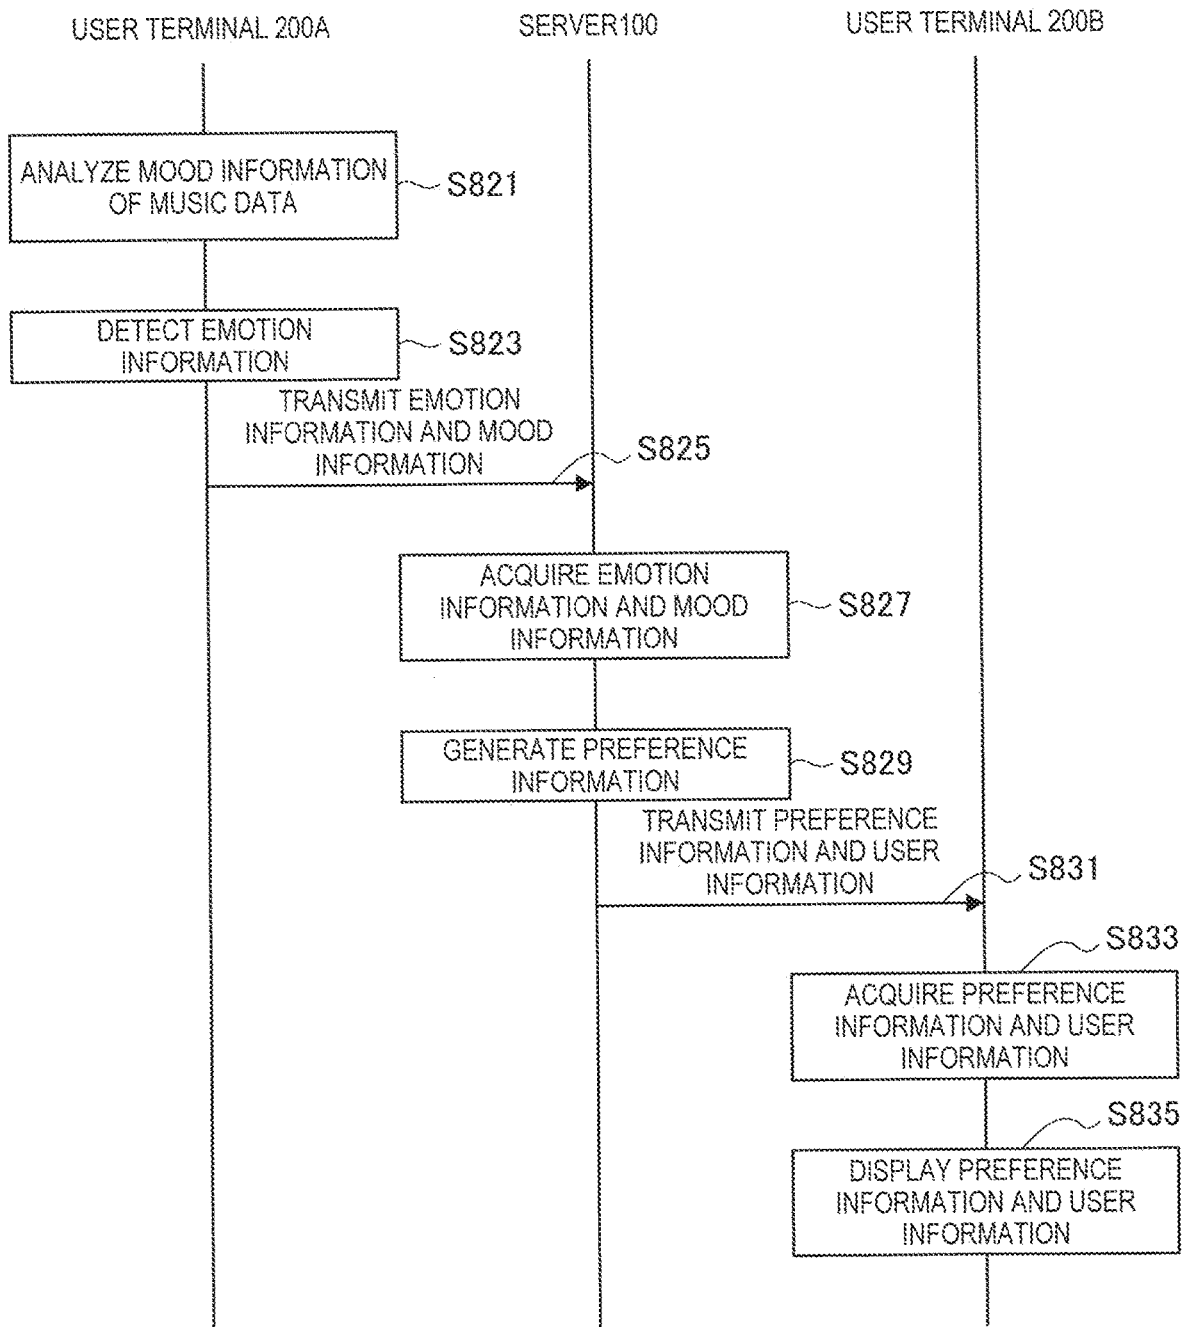 USER TERMINAL 200A
SERVER100
USER TERMINAL 200B
ANALYZE MOOD INFORMATION
OF MUSIC DATA
S821
DETECT EMOTION
INFORMATION
S823
TRANSMIT EMOTION
INFORMATION AND MOOD
INFORMATION
S825
ACQUIRE EMOTION
INFORMATION AND MOOD
INFORMATION
S827
GENERATE PREFERENCE
INFORMATION
S829
TRANSMIT PREFERENCE
INFORMATION AND USER
INFORMATION
S831
S833
ACQUIRE PREFERENCE
INFORMATION AND USER
INFORMATION
S835
DISPLAY PREFERENCE
INFORMATION AND USER
INFORMATION